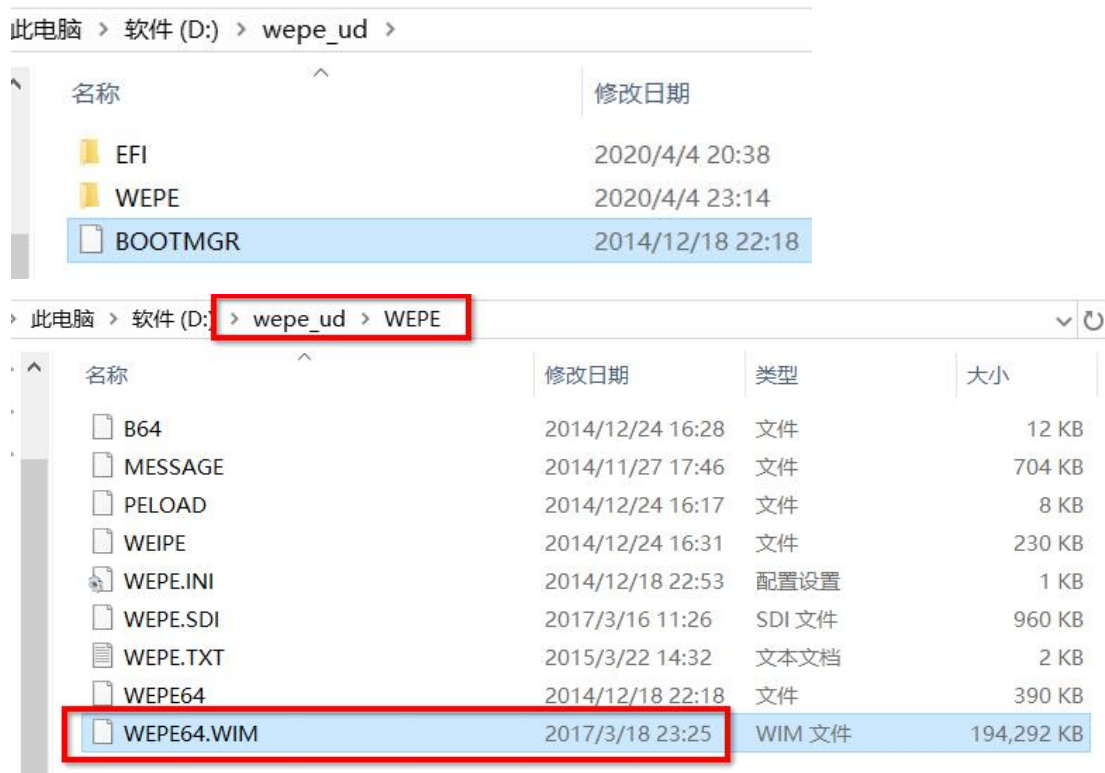 此电脑 > 软件 (D:) > wepe_ud >
名称 修改日期
EFI 2020/4/4 20:38
WEPE 2020/4/4 23:14
BOOTMGR 2014/12/18 22:18
> 此电脑 > 软件 (D:) > wepe_ud > WEPE
名称 修改日期 类型 大小
B64 2014/12/24 16:28 文件 12 KB
MESSAGE 2014/11/27 17:46 文件 704 KB
PELOAD 2014/12/24 16:17 文件 8 KB
WEIPE 2014/12/24 16:31 文件 230 KB
WEPE.INI 2014/12/18 22:53 配置设置 1 KB
WEPE.SDI 2017/3/16 11:26 SDI 文件 960 KB
WEPE.TXT 2015/3/22 14:32 文本文档 2 KB
WEPE64 2014/12/18 22:18 文件 390 KB
WEPE64.WIM 2017/3/18 23:25 WIM 文件 194,292 KB